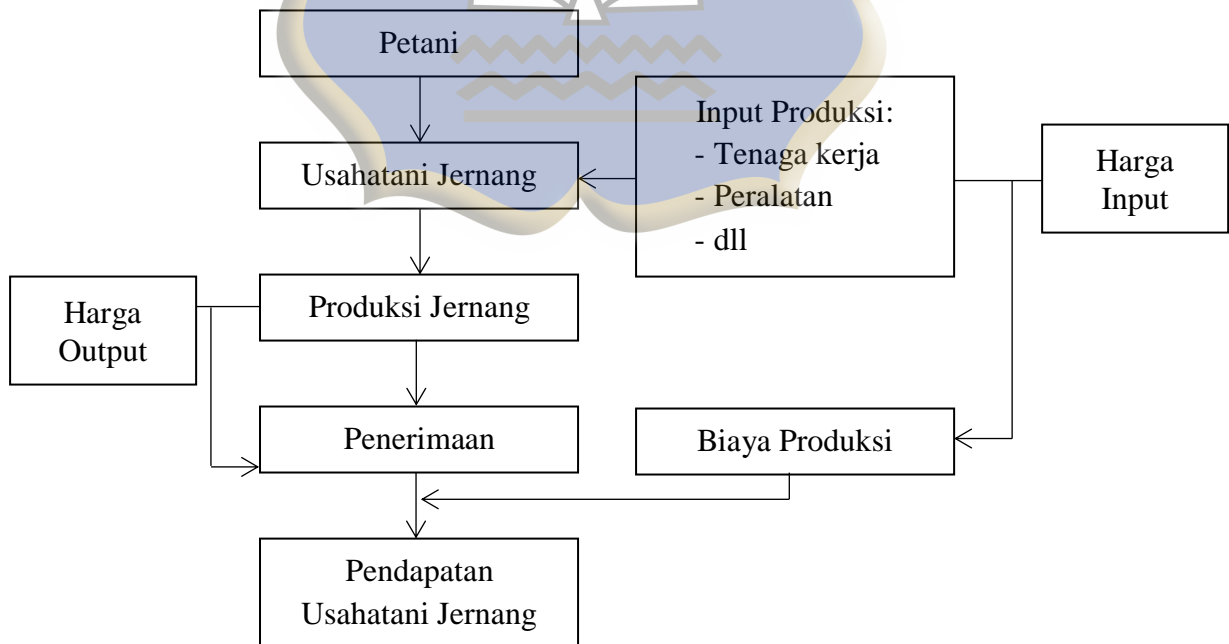 Petani
Input Produksi:
- Tenaga kerja
- Peralatan
- dll
Harga
Input
Usahatani Jernang
Harga
Output
Produksi Jernang
Penerimaan
Biaya Produksi
Pendapatan
Usahatani Jernang